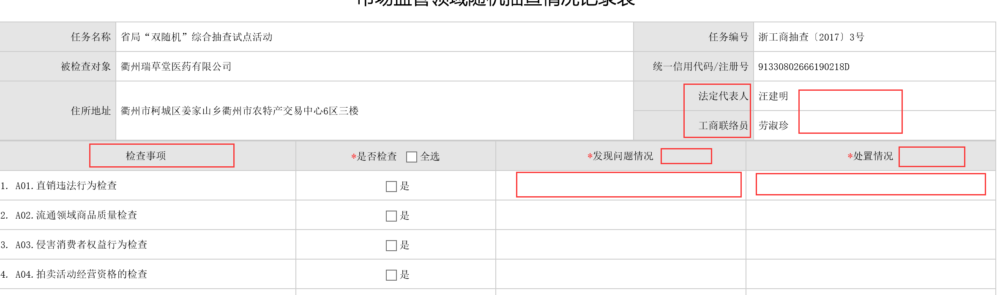 市场监管领域随机抽查情况记录表
任务名称 省局“双随机”综合抽查试点活动 任务编号 浙工商抽查〔2017〕3号
被检查对象 衢州瑞草堂医药有限公司 统一信用代码/注册号 91330802666190218D
住所地址 衢州市柯城区姜家山乡衢州市农特产交易中心6区三楼 法定代表人 汪建明
工商联络员 劳淑珍
检查事项 *是否检查 全选 *发现问题情况 *处置情况
1. A01.直销违法行为检查 是
2. A02.流通领域商品质量检查 是
3. A03.侵害消费者权益行为检查 是
4. A04.拍卖活动经营资格的检查 是